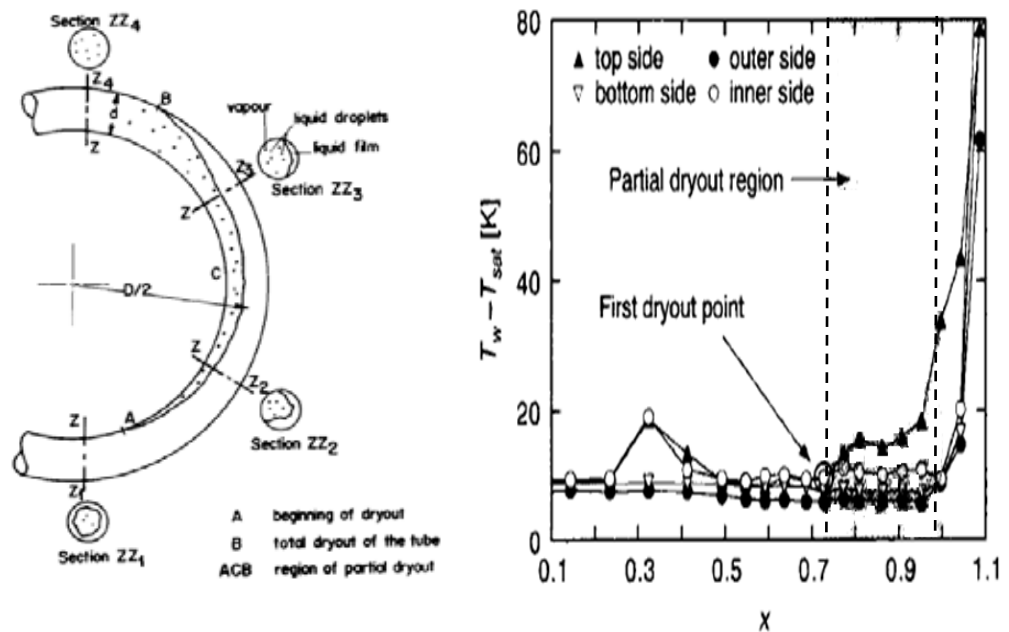 Section ZZ4
Z4
B
d
Z
vapour
liquid droplets
liquid film
Z3
Section ZZ3
Z
C
D/2
Z
Z2
Section ZZ2
Z
A
Z1
Section ZZ1
A beginning of dryout
B total dryout of the tube
ACB region of partial dryout
80
60
40
20
0
Tw-Tsat [K]
▲ top side ● outer side
▽ bottom side ○ inner side
Partial dryout region
First dryout point
0.1 0.3 0.5 0.7 0.9 1.1
x